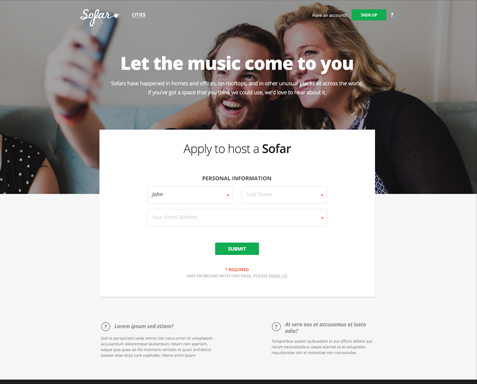 Sofar
CITIES
Have an account?
SIGN UP
?
Let the music come to you
Sofars have happened in homes and offices, on rooftops, and in other unusual places all across the world.
If you've got a space that you think we could use, we'd love to hear about it.
Apply to host a Sofar
PERSONAL INFORMATION
John *
Last Name *
Your Email-Address *
SUBMIT
* REQUIRED
ANY PROBLEMS WITH THIS PAGE, PLEASE EMAIL US
? Lorem ipsum sed etiam?
Sed ut perspiciatis unde omnis iste natus error sit voluptatem
accusantium doloremque laudantium, totam rem aperiam,
eaque ipsa quae ab illo inventore veritatis et quasi architecto
beatae vitae dicta sunt explicabo. Nemo enim ipsam
? At vero eos et accusamus et iusto
odio?
Temporibus autem quibusdam et aut officiis debitis aut
rerum necessitatibus saepe eveniet ut et voluptates
repudiandae sint et molestiae non recusandae.